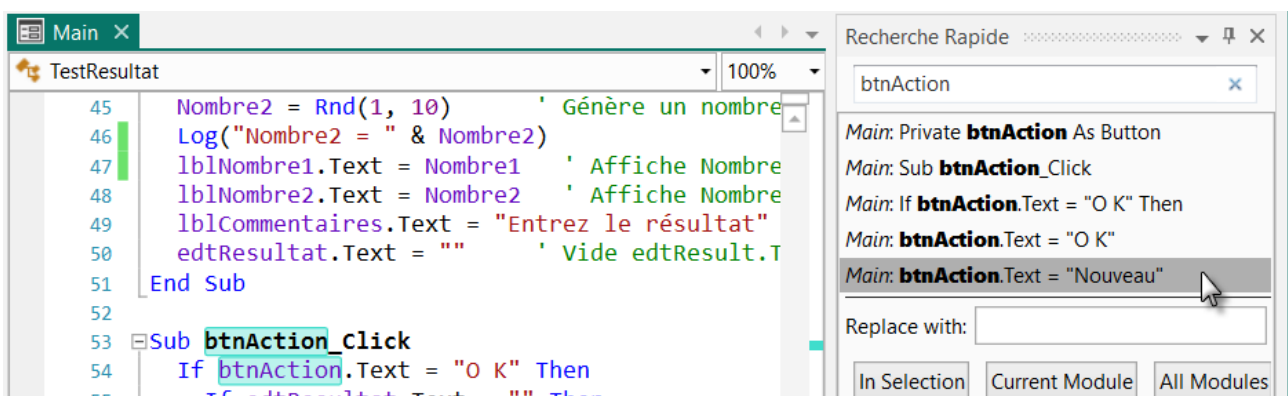 Main
TestResultat
100%
45 Nombre2 = Rnd(1, 10) ' Génère un nombre
46 Log("Nombre2 = " & Nombre2)
47 lblNombre1.Text = Nombre1 ' Affiche Nombre
48 lblNombre2.Text = Nombre2 ' Affiche Nombre
49 lblCommentaires.Text = "Entrez le résultat"
50 edtResultat.Text = "" ' Vide edtResult.T
51 End Sub
52
53 Sub btnAction_Click
54 If btnAction.Text = "O K" Then
Recherche Rapide
btnAction
Main: Private btnAction As Button
Main: Sub btnAction_Click
Main: If btnAction.Text = "O K" Then
Main: btnAction.Text = "O K"
Main: btnAction.Text = "Nouveau"
Replace with:
In Selection Current Module All Modules